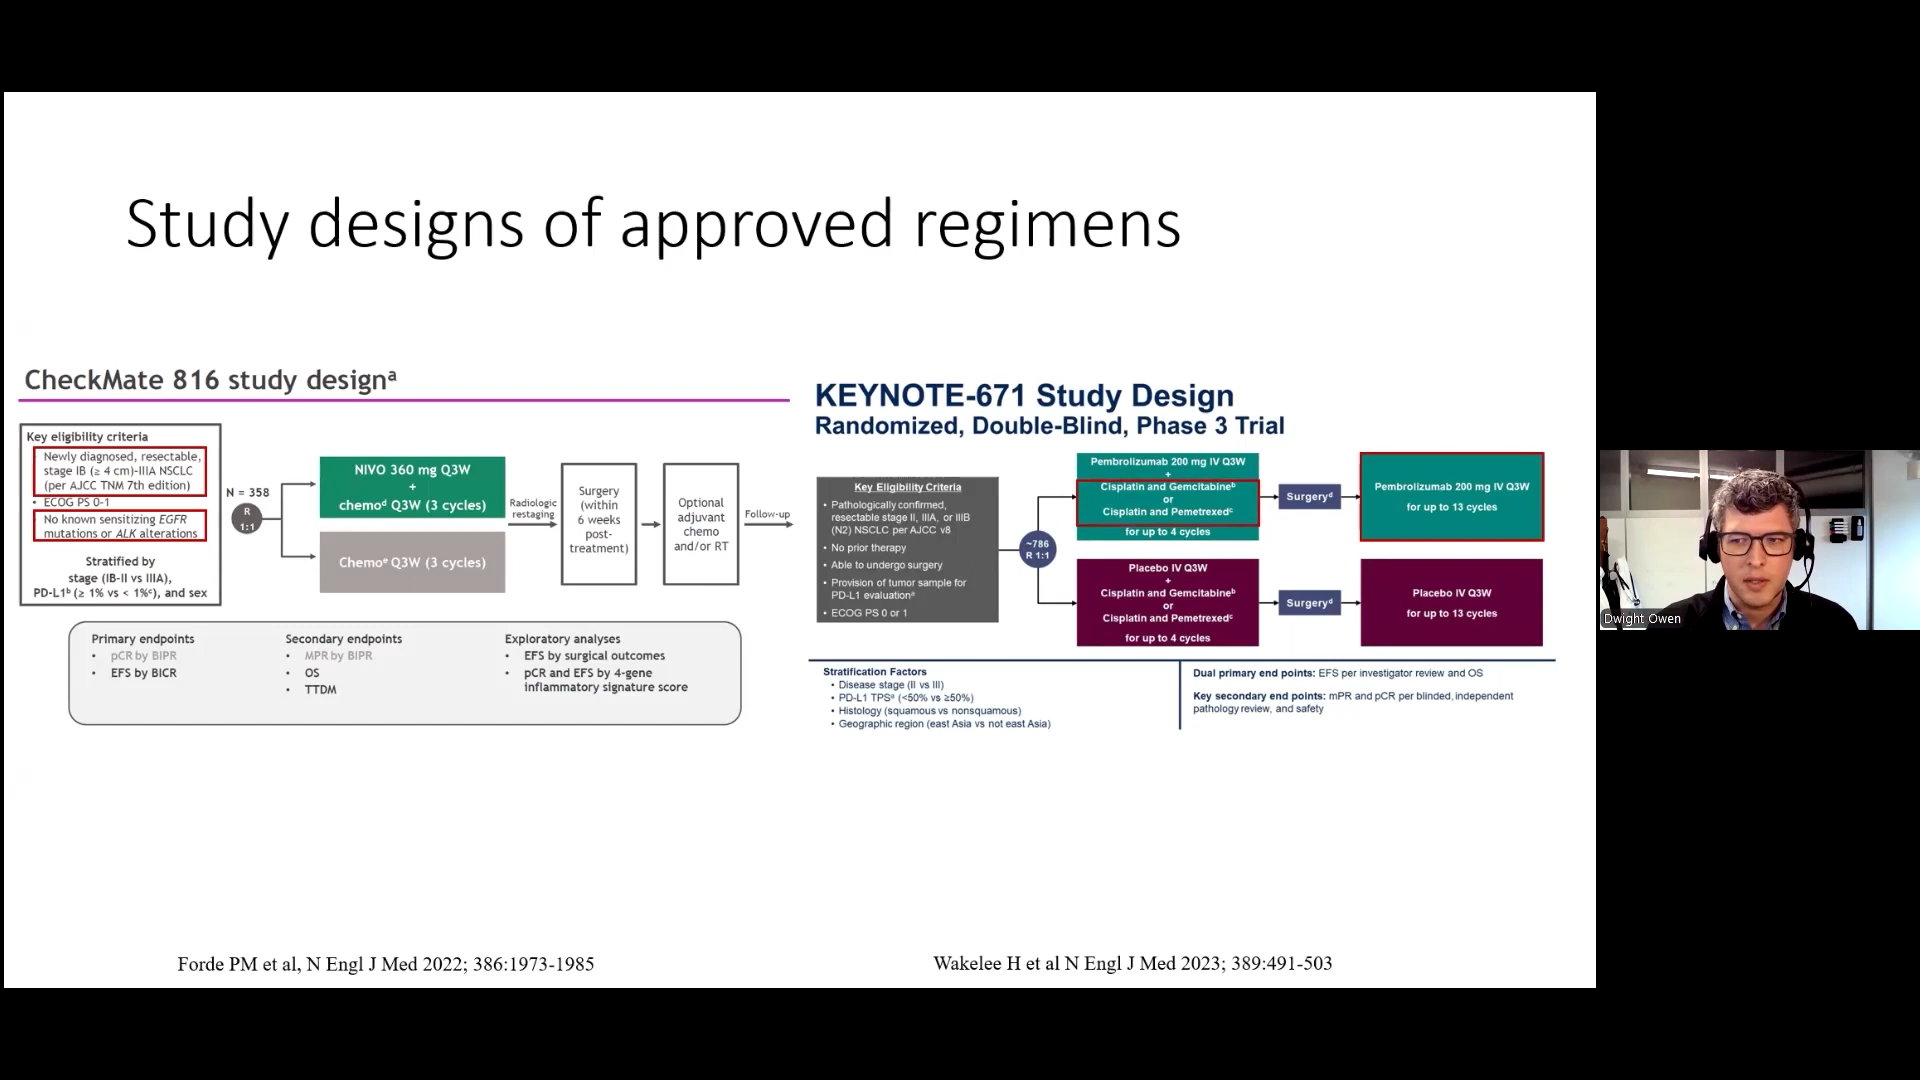 Study designs of approved regimens
CheckMate 816 study designᵃ
Key eligibility criteria
Newly diagnosed, resectable,
stage IB (≥ 4 cm)-IIIA NSCLC
(per AJCC TNM 7th edition)
• ECOG PS 0-1
No known sensitizing EGFR
mutations or ALK alterations
Stratified by
stage (IB-II vs IIIA),
PD-L1ᵇ (≥ 1% vs < 1%ᶜ), and sex
N = 358
R
1:1
NIVO 360 mg Q3W
+
chemoᵈ Q3W (3 cycles)
Chemoᵉ Q3W (3 cycles)
Radiologic
restaging
Surgery
(within
6 weeks
post-
treatment)
Optional
adjuvant
chemo
and/or RT
Follow-up
Primary endpoints
• pCR by BIPR
• EFS by BICR
Secondary endpoints
• MPR by BIPR
• OS
• TTDM
Exploratory analyses
• EFS by surgical outcomes
• pCR and EFS by 4-gene
inflammatory signature score
Forde PM et al, N Engl J Med 2022; 386:1973-1985
KEYNOTE-671 Study Design
Randomized, Double-Blind, Phase 3 Trial
Key Eligibility Criteria
• Pathologically confirmed,
resectable stage II, IIIA, or IIIB
(N2) NSCLC per AJCC v8
• No prior therapy
• Able to undergo surgery
• Provision of tumor sample for
PD-L1 evaluationᵃ
• ECOG PS 0 or 1
~786
R 1:1
Pembrolizumab 200 mg IV Q3W
+
Cisplatin and Gemcitabineᵇ
or
Cisplatin and Pemetrexedᶜ
for up to 4 cycles
Surgeryᵈ
Pembrolizumab 200 mg IV Q3W
for up to 13 cycles
Placebo IV Q3W
+
Cisplatin and Gemcitabineᵇ
or
Cisplatin and Pemetrexedᶜ
for up to 4 cycles
Surgeryᵈ
Placebo IV Q3W
for up to 13 cycles
Stratification Factors
• Disease stage (II vs III)
• PD-L1 TPSᵃ (<50% vs ≥50%)
• Histology (squamous vs nonsquamous)
• Geographic region (east Asia vs not east Asia)
Dual primary end points: EFS per investigator review and OS
Key secondary end points: mPR and pCR per blinded, independent
pathology review, and safety
Wakelee H et al N Engl J Med 2023; 389:491-503
Dwight Owen